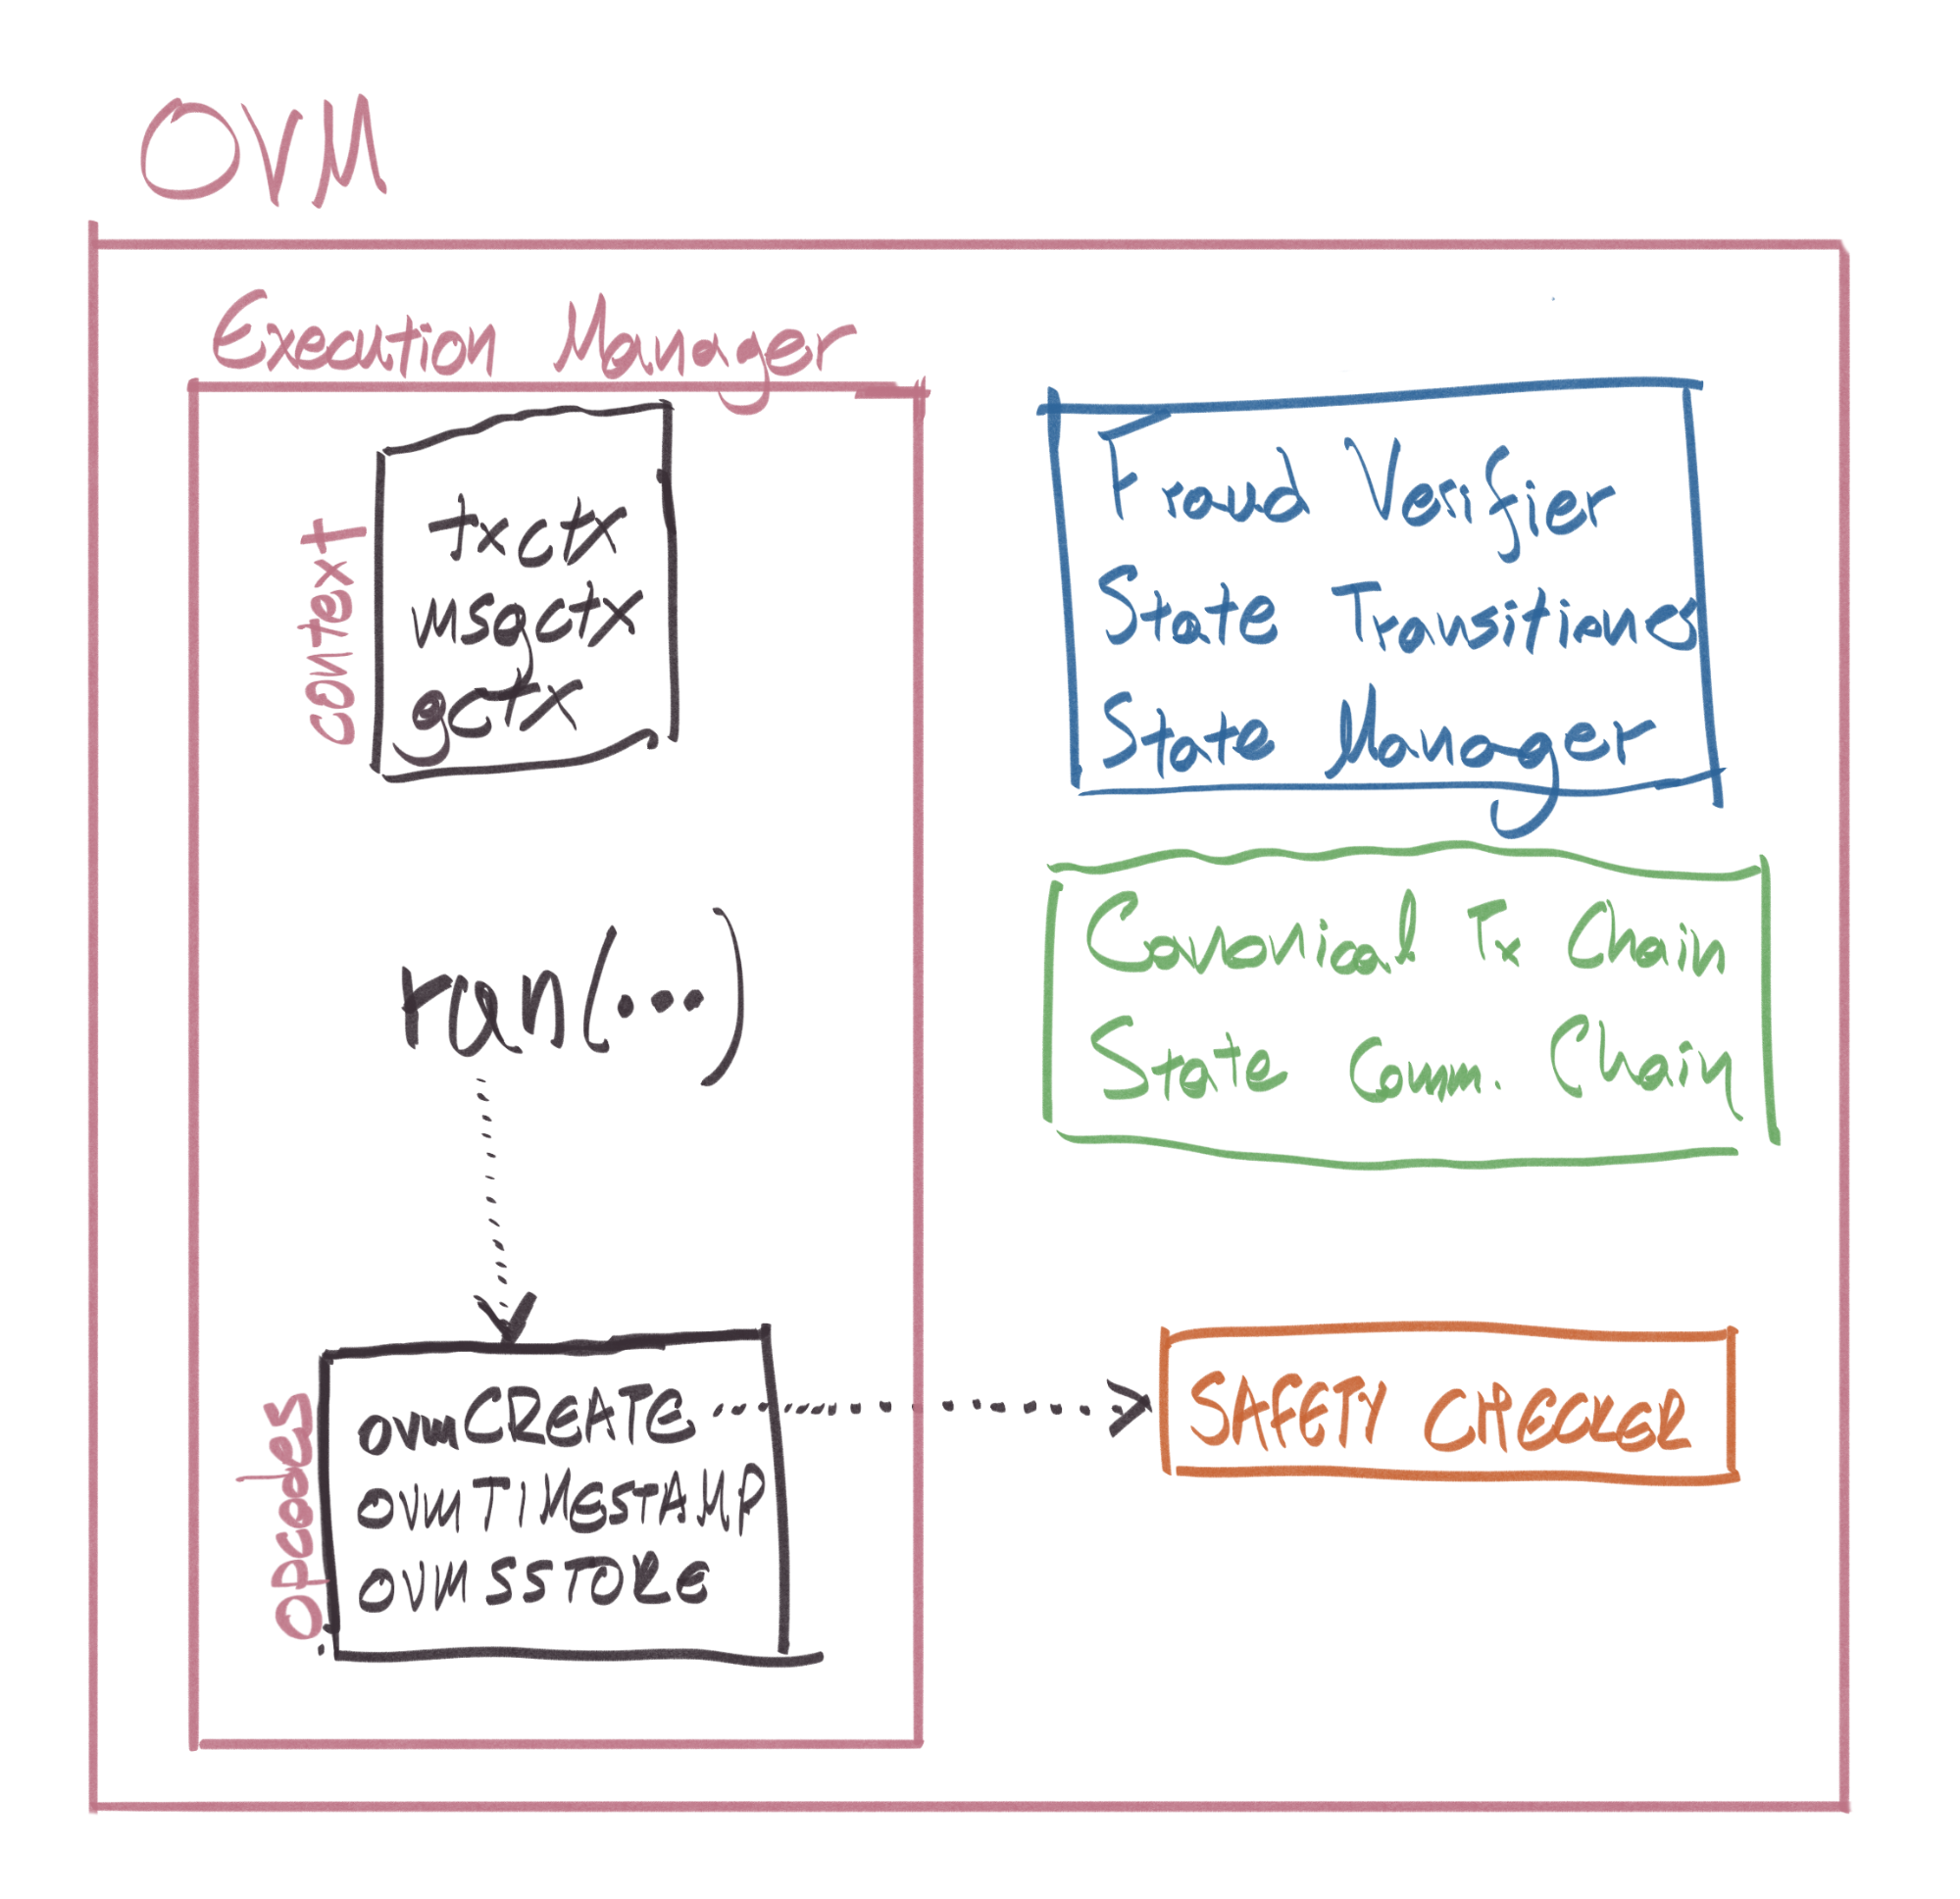 OVM
Execution Manager
context
txctx
msgctx
gctx
run(...)
opcodes
ovmCREATE
OVMTIMESTAMP
OVMSSTORE
Fraud Verifier
State Transitioner
State Manager
Canonical Tx Chain
State Comm. Chain
SAFETY CHECKER